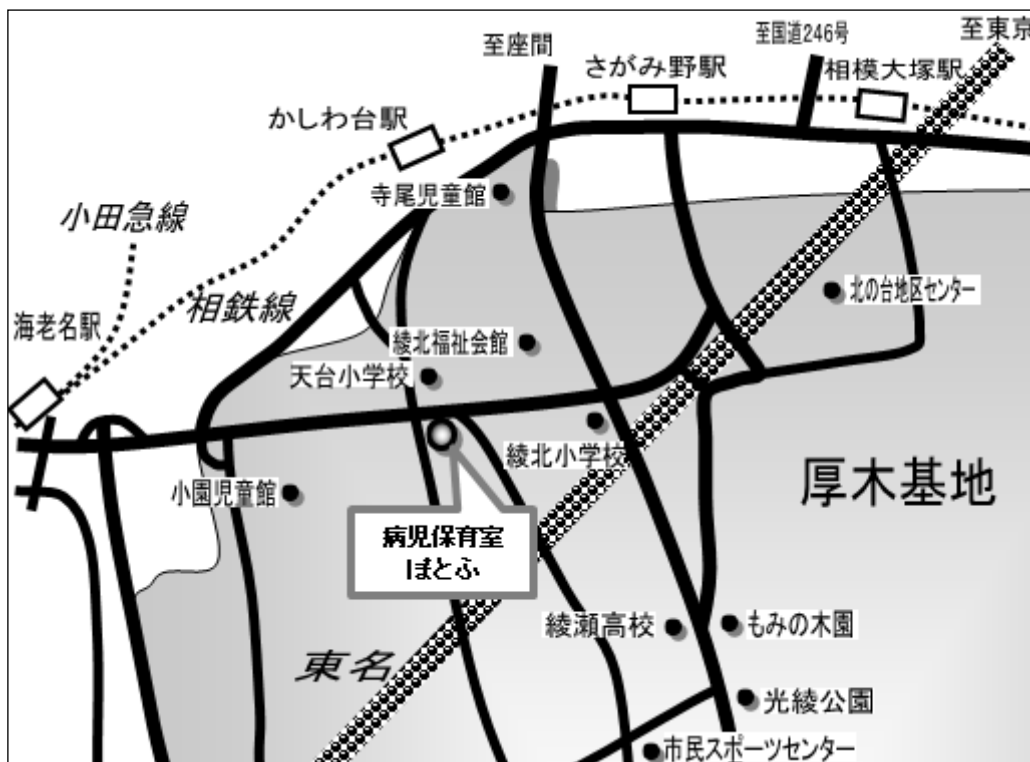 至東京
至国道246号
至座間
さがみ野駅
相模大塚駅
かしわ台駅
寺尾児童館
小田急線
北の台地区センター
相鉄線
海老名駅
綾北福祉会館
天台小学校
綾北小学校
厚木基地
小園児童館
病児保育室
ぽとふ
綾瀬高校
もみの木園
東名
光綾公園
市民スポーツセンター